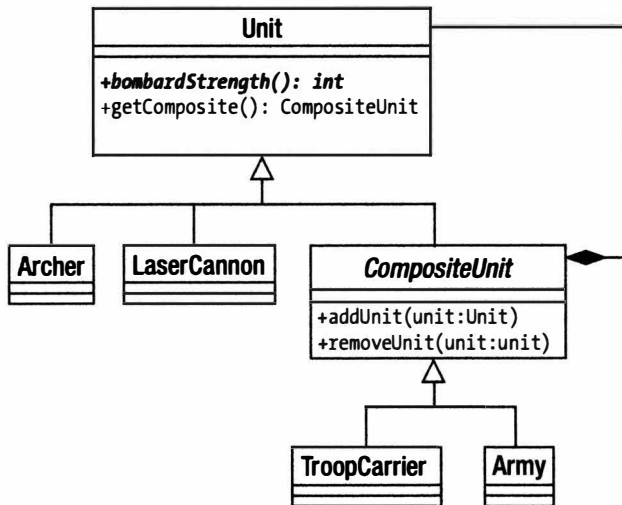 Unit
+bombardStrength(): int
+getComposite(): CompositeUnit
Archer
LaserCannon
CompositeUnit
+addUnit(unit:Unit)
+removeUnit(unit:unit)
TroopCarrier
Army